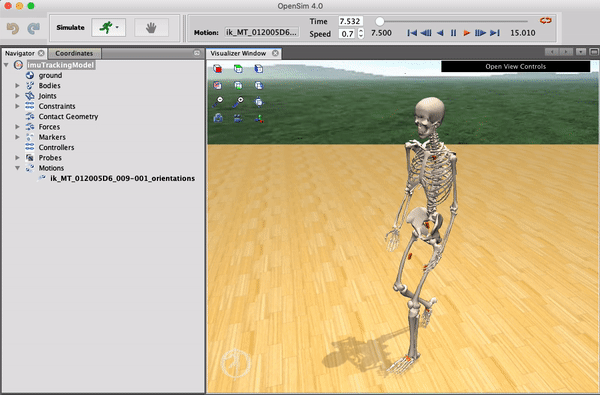 OpenSim 4.0
Simulate
Motion: ik_MT_012005D6...
Time 7.532
Speed 0.7 7.500 15.010
Navigator
Coordinates
Visualizer Window
imuTrackingModel
ground
Bodies
Joints
Constraints
Contact Geometry
Forces
Markers
Controllers
Probes
Motions
ik_MT_012005D6_009-001_orientations
Open View Controls